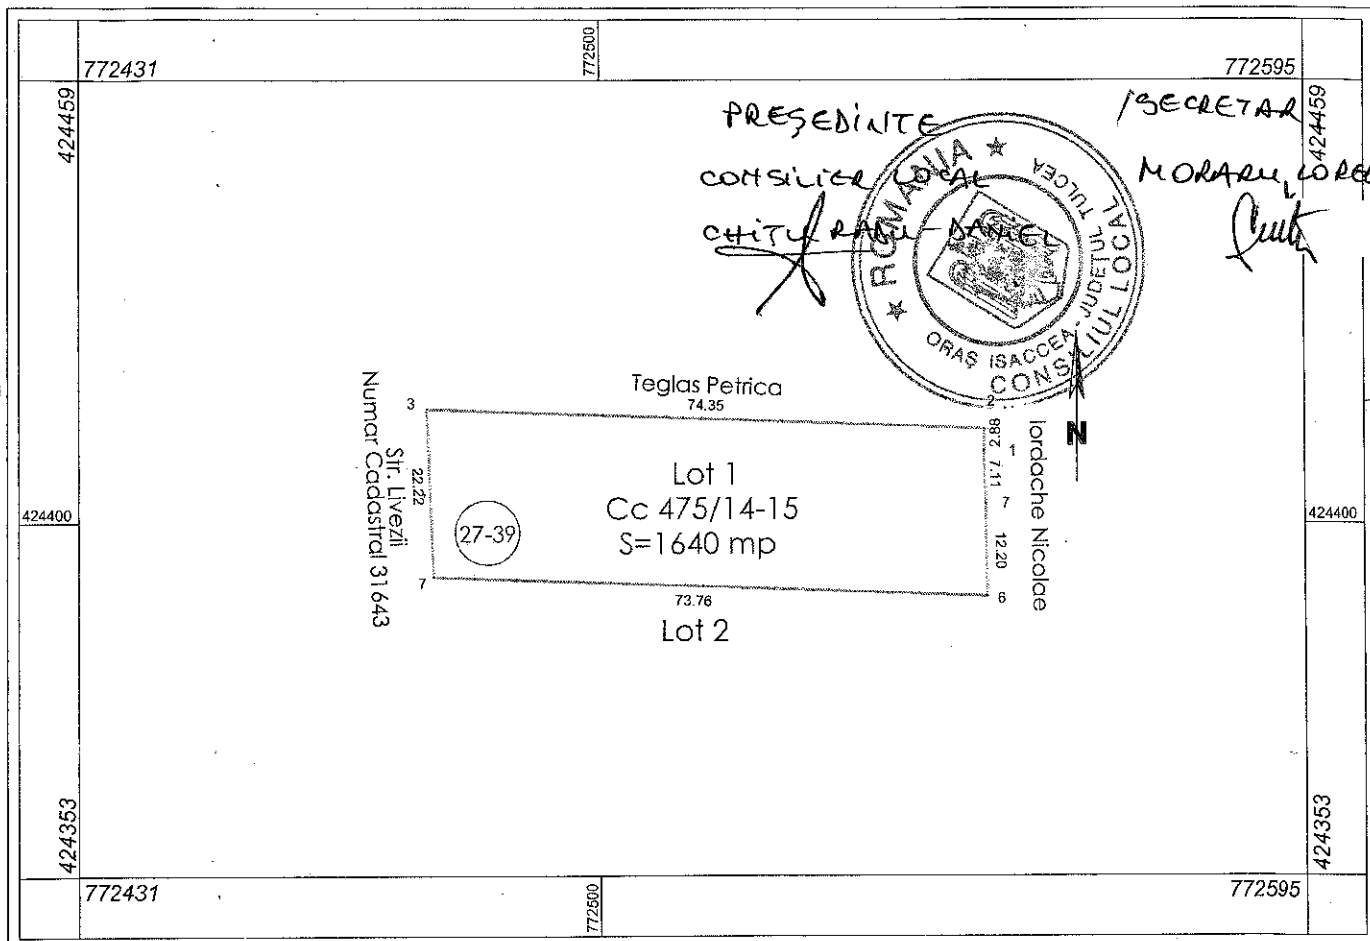 772431
772500
772595
424459
424459
PREȘEDINTE
/SECRETAR
CONSILIER LOCAL
MORARU
CHIȚU RADU-DANIEL
★ ROMANIA ★
ORAȘ ISACCEA - JUDEȚUL TULCEA
CONSILIUL LOCAL
N
Teglas Petrica
74.35
3
2
2.88
1
7.11
7
12.20
6
Iordache Nicolae
Numar Cadastral 31643
Str. Livezii
22.22
Lot 1
Cc 475/14-15
S=1640 mp
27-39
424400
424400
7
73.76
Lot 2
424353
424353
772431
772500
772595